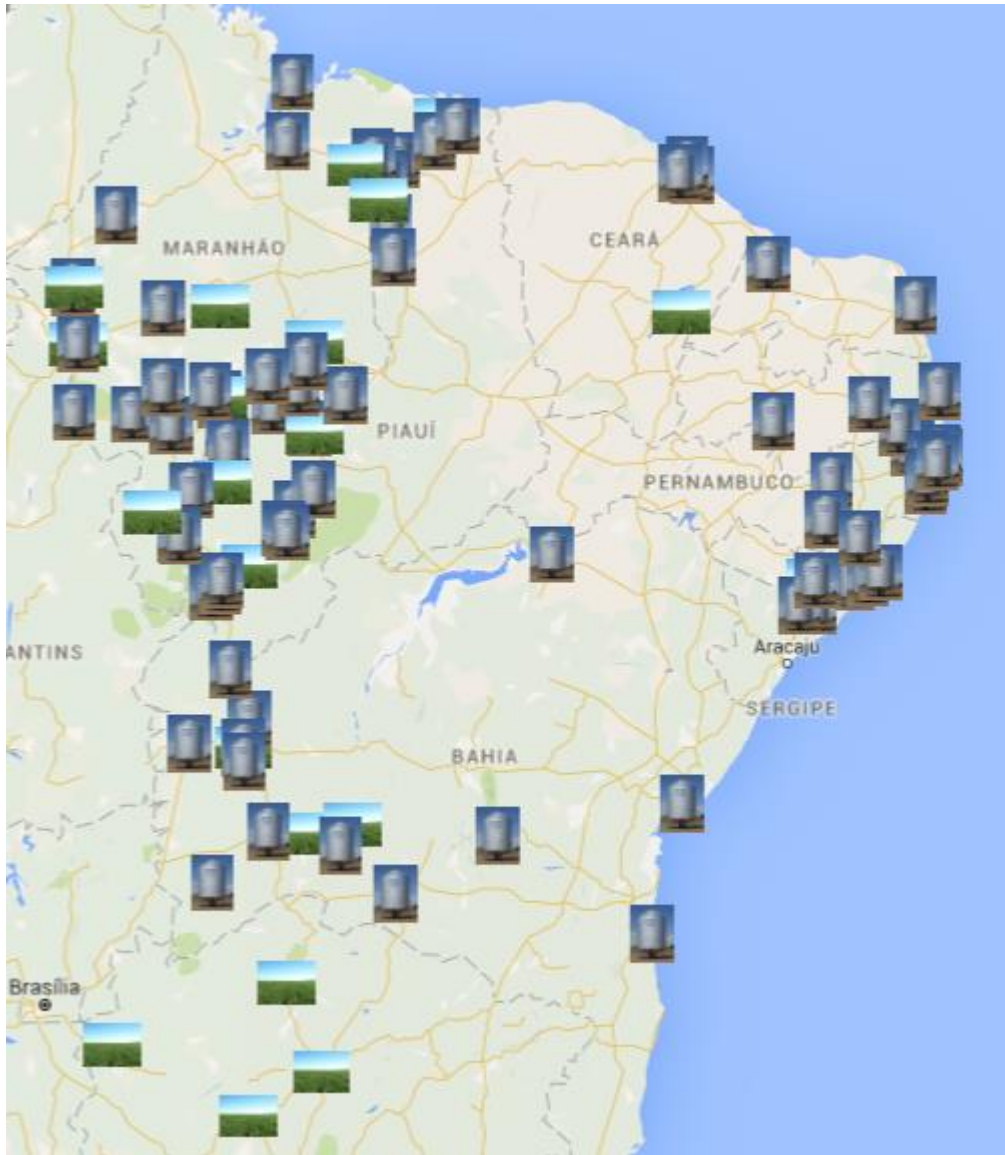 MARANHÃO
CEARÁ
PIAUÍ
PERNAMBUCO
ANTINS
Aracaju
SERGIPE
BAHIA
Brasília